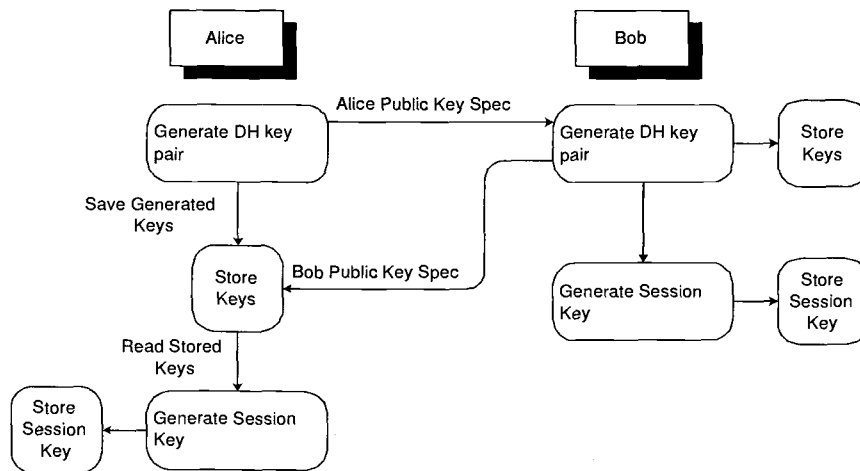 Alice
Bob
Alice Public Key Spec
Generate DH key
pair
Generate DH key
pair
Store
Keys
Save Generated
Keys
Store
Keys
Bob Public Key Spec
Generate Session
Key
Store
Session
Key
Read Stored
Keys
Store
Session
Key
Generate Session
Key